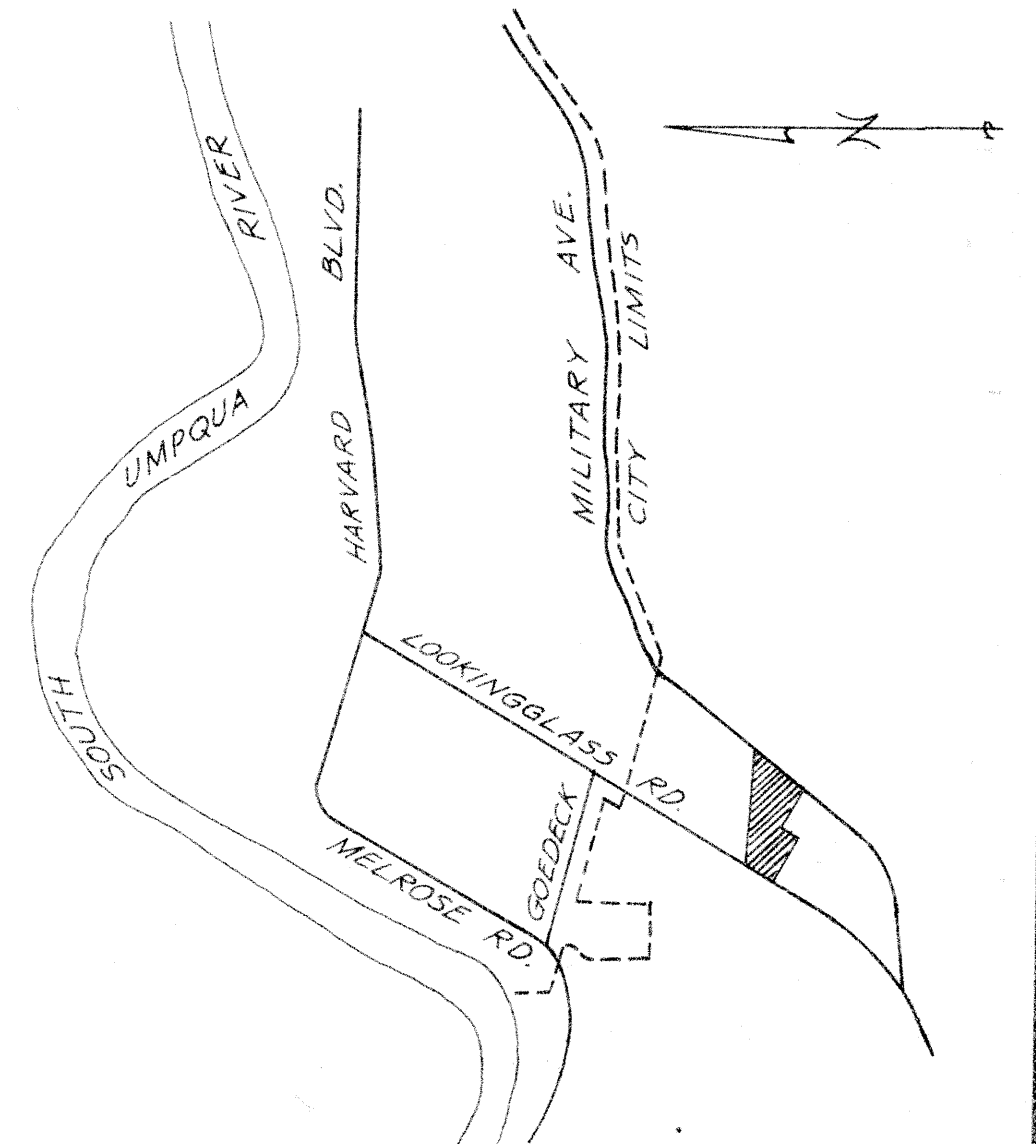 SOUTH
UMPQUA
RIVER
HARVARD
BLVD.
MILITARY AVE.
CITY LIMITS
LOOKINGGLASS RD.
GOEDECK
MELROSE RD.
N